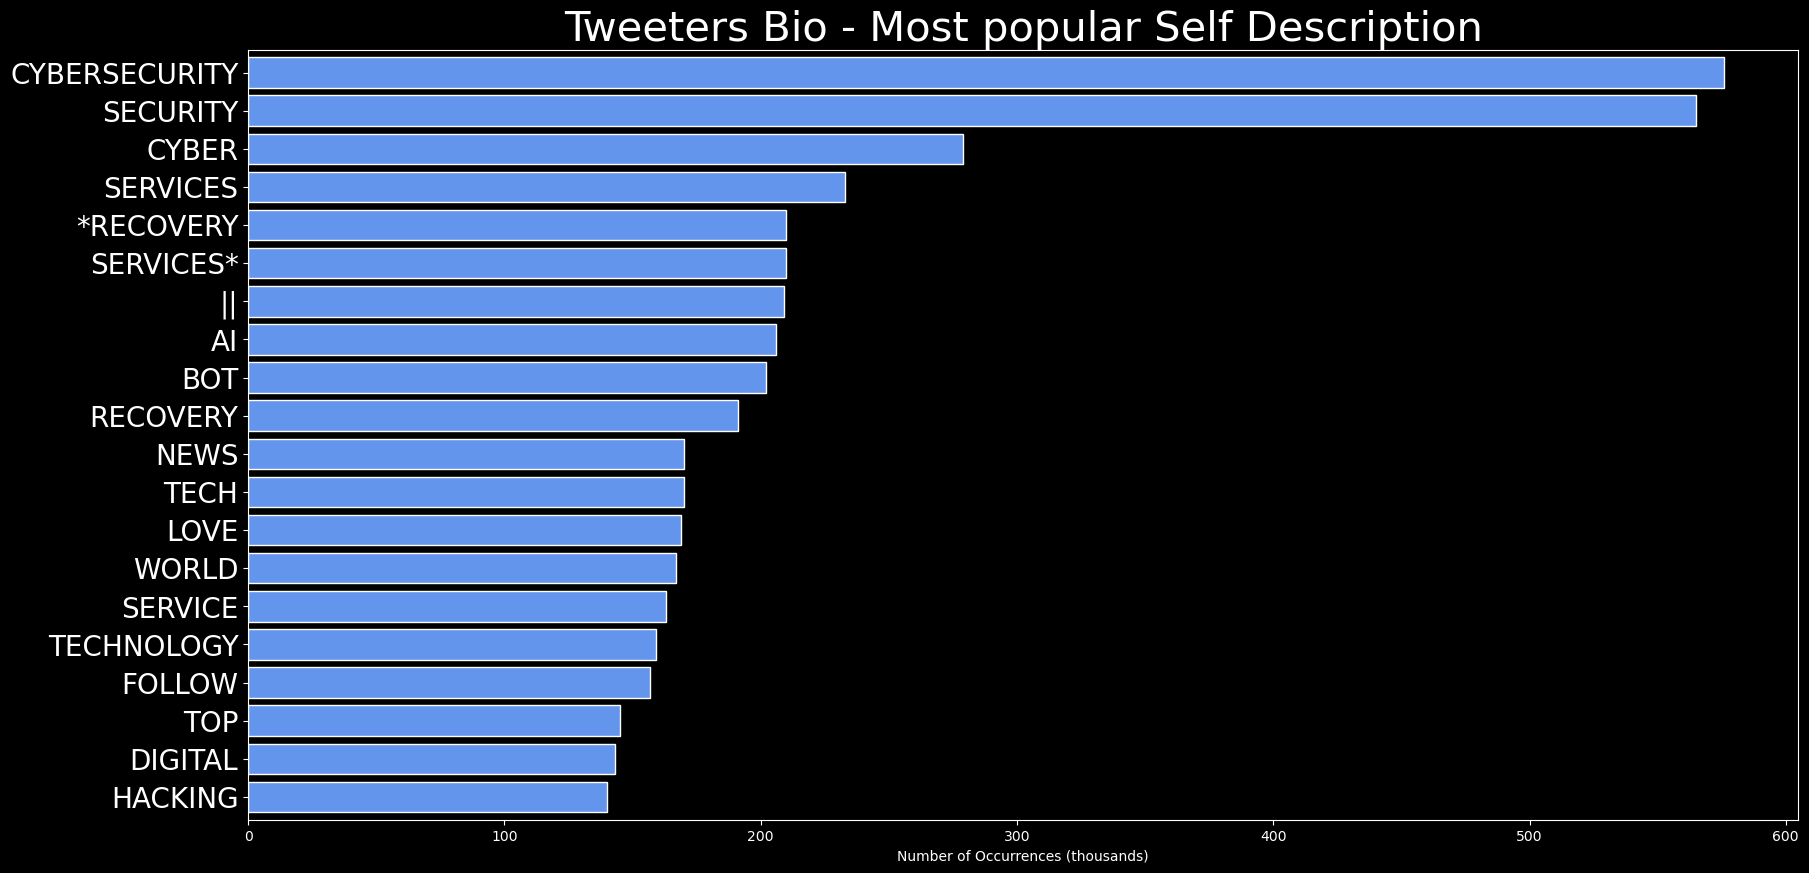 Tweeters Bio - Most popular Self Description
CYBERSECURITY
SECURITY
CYBER
SERVICES
*RECOVERY
SERVICES*
||
AI
BOT
RECOVERY
NEWS
TECH
LOVE
WORLD
SERVICE
TECHNOLOGY
FOLLOW
TOP
DIGITAL
HACKING
0 100 200 300 400 500 600
Number of Occurrences (thousands)